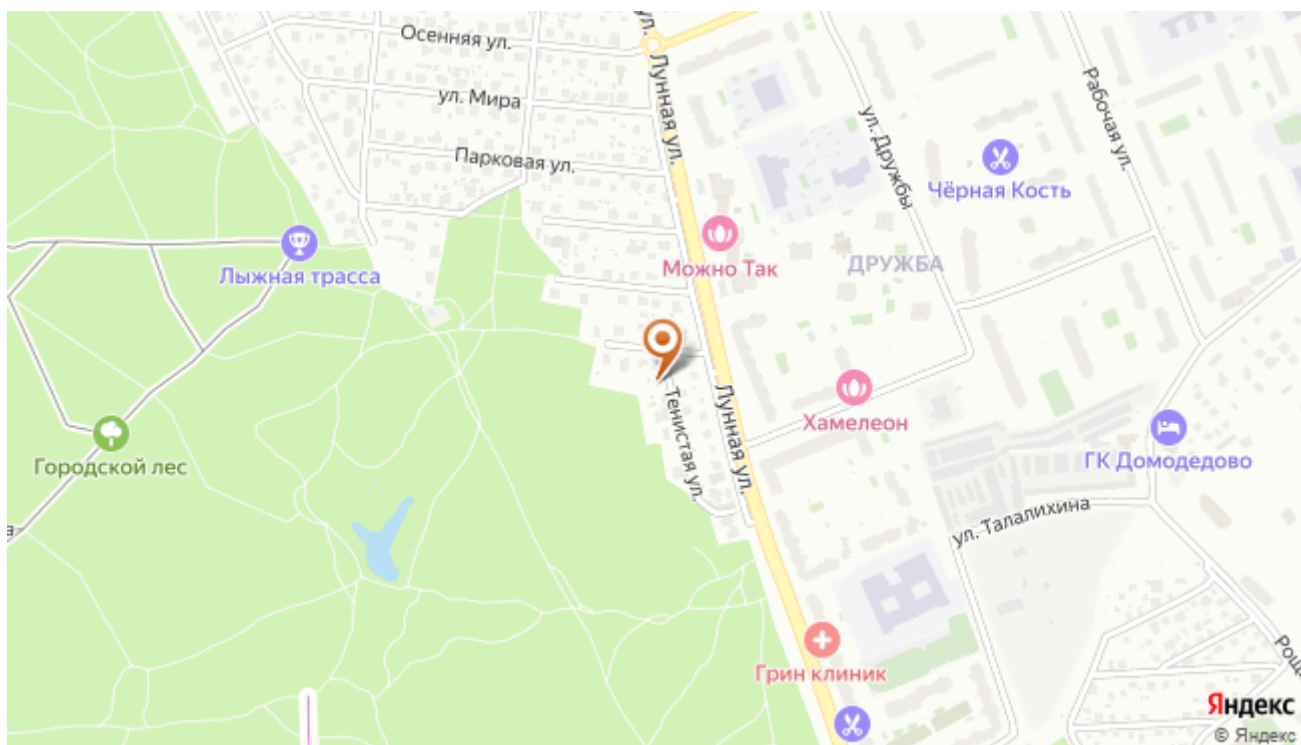 Осенняя ул.
ул.
Лунная ул.
ул. Мира
Парковая ул.
ул. Дружбы
Рабочая ул.
Чёрная Кость
Можно Так
ДРУЖБА
Лыжная трасса
Хамелеон
Тенистая ул.
Лунная ул.
Городской лес
ГК Домодедово
ул. Талалихина
Грин клиник
Яндекс
© Яндекс